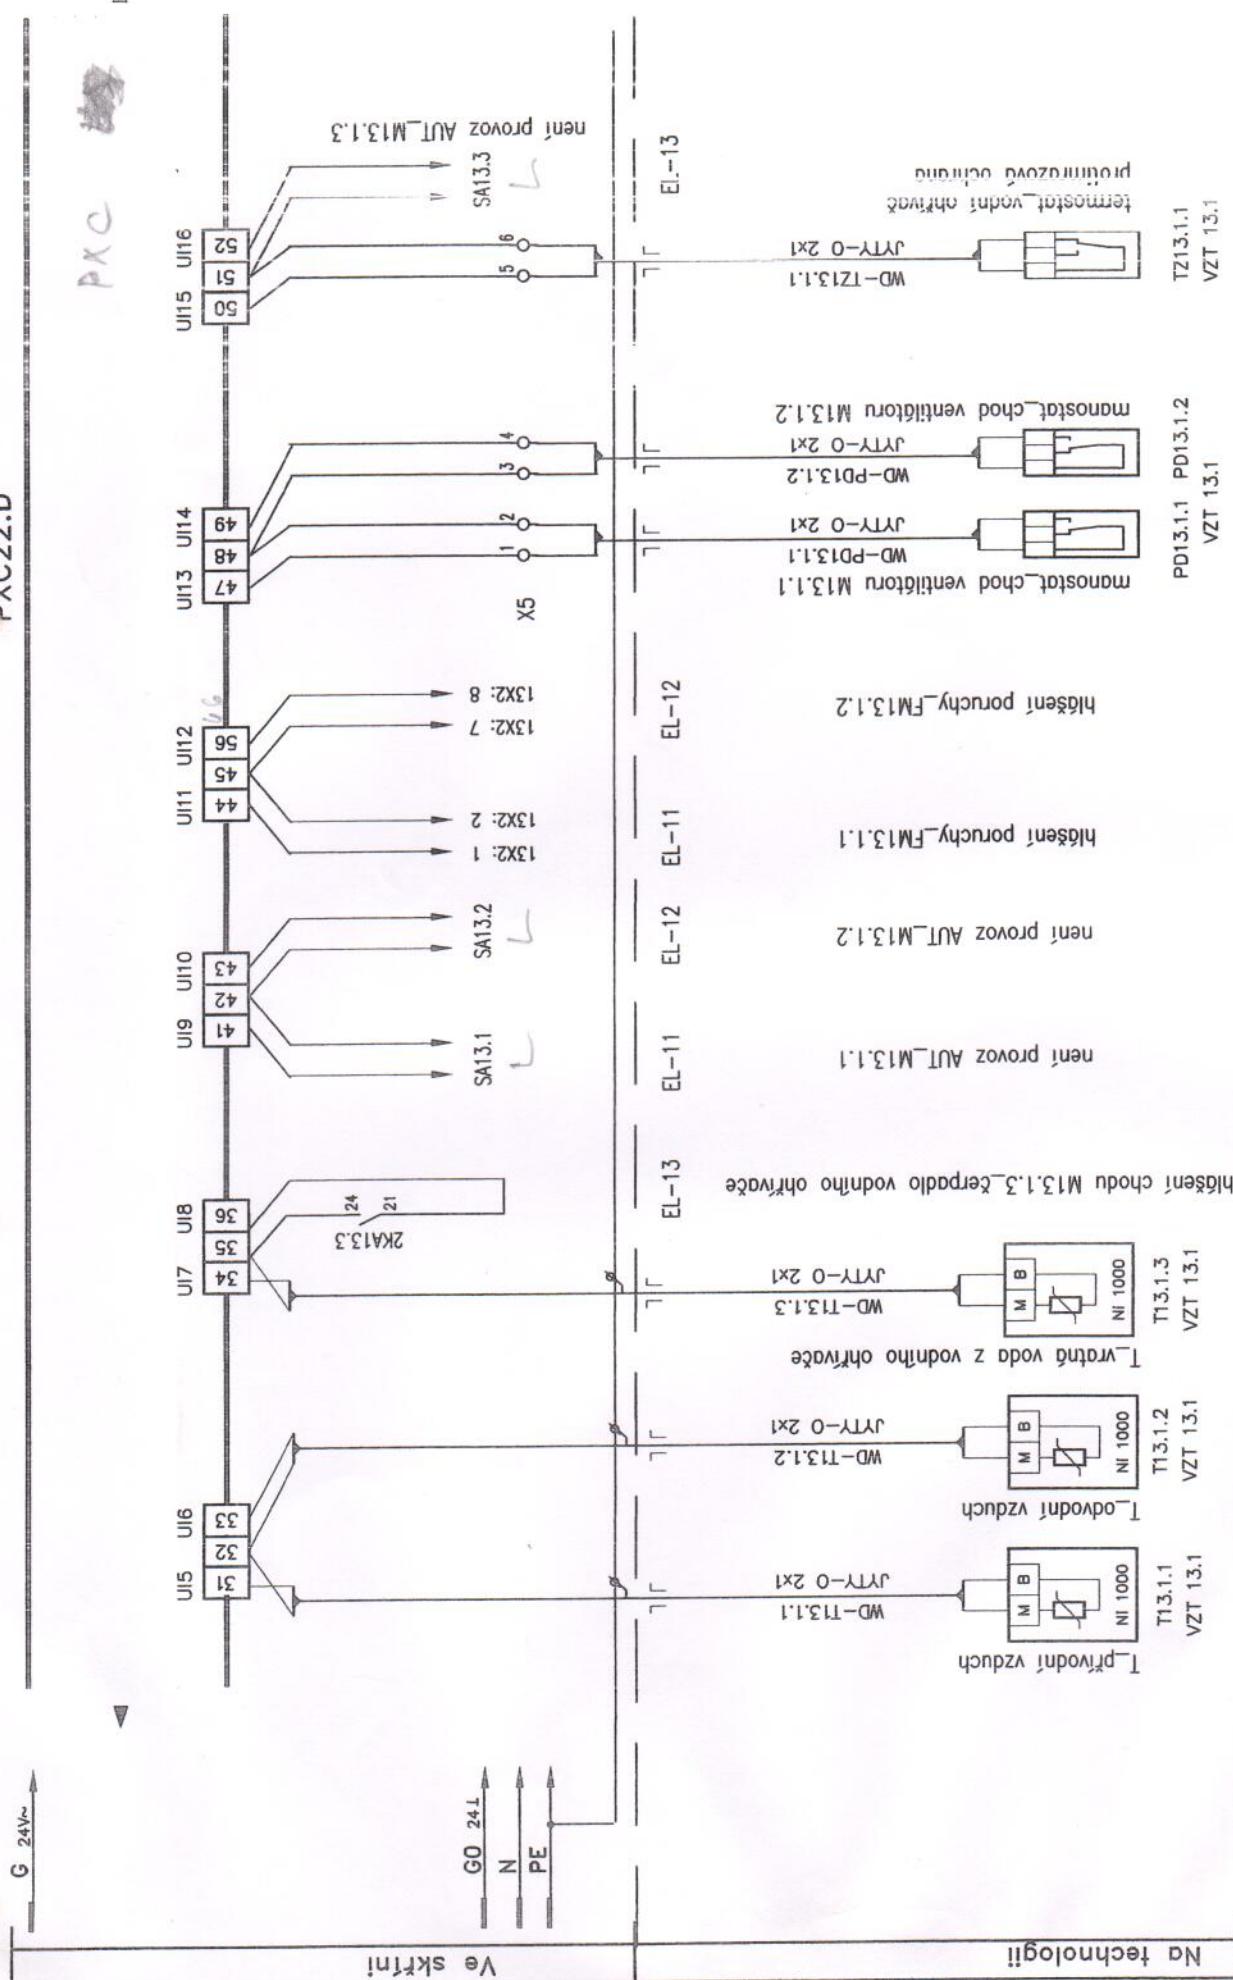 PXC22.D
G 24V~
PXC
UI5 UI6
31 32 33
UI7 UI8
34 35 36
UI9 UI10
41 42 43
UI11 UI12
44 45 56
46
UI13 UI14
47 48 49
UI15 UI16
50 51 52
2KA13.3
24
21
SA13.1
SA13.2
13X2: 1
13X2: 2
13X2: 7
13X2: 8
SA13.3
není provoz AUT_M13.1.3
X5
1 2 3 4 5 6
GO 24⊥
N
PE
Ve skříni
Na technologii
EL-13
EL-11
EL-12
EL-11
EL-12
EL-13
WD-T13.1.1
JYTY-O 2x1
WD-T13.1.2
JYTY-O 2x1
WD-T13.1.3
JYTY-O 2x1
WD-PD13.1.1
JYTY-O 2x1
WD-PD13.1.2
JYTY-O 2x1
WD-TZ13.1.1
JYTY-O 2x1
T_přívodní vzduch
M B
NI 1000
T13.1.1
VZT 13.1
T_odvodní vzduch
M B
NI 1000
T13.1.2
VZT 13.1
T_vratná voda z vodního ohřívače
M B
NI 1000
T13.1.3
VZT 13.1
hlášení chodu M13.1.3_čerpadlo vodního ohřívače
není provoz AUT_M13.1.1
není provoz AUT_M13.1.2
hlášení poruchy_FM13.1.1
hlášení poruchy_FM13.1.2
manostat_chod ventilátoru M13.1.1
manostat_chod ventilátoru M13.1.2
PD13.1.1 PD13.1.2
VZT 13.1
termostat_vodní ohřívač
protimrazová ochrana
TZ13.1.1
VZT 13.1